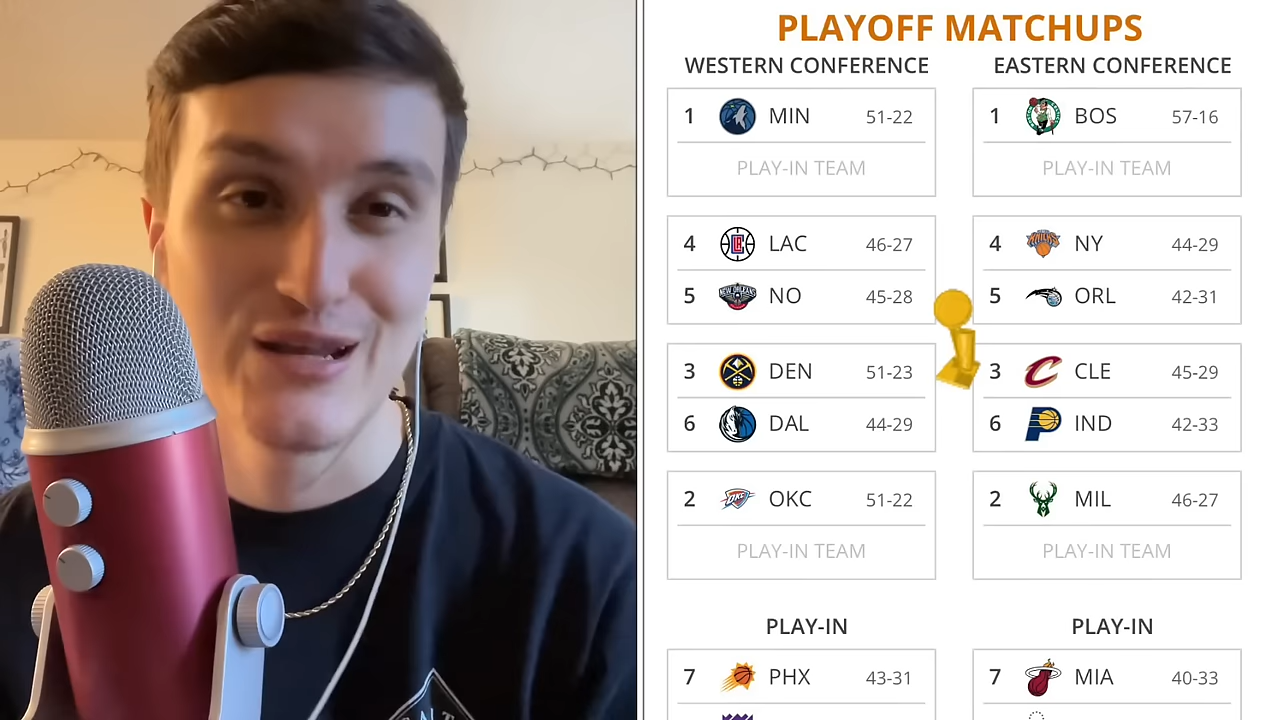 PLAYOFF MATCHUPS
WESTERN CONFERENCE
1 MIN 51-22
PLAY-IN TEAM
4 LAC 46-27
5 NO 45-28
3 DEN 51-23
6 DAL 44-29
2 OKC 51-22
PLAY-IN TEAM
PLAY-IN
7 PHX 43-31
EASTERN CONFERENCE
1 BOS 57-16
PLAY-IN TEAM
4 NY 44-29
5 ORL 42-31
3 CLE 45-29
6 IND 42-33
2 MIL 46-27
PLAY-IN TEAM
PLAY-IN
7 MIA 40-33